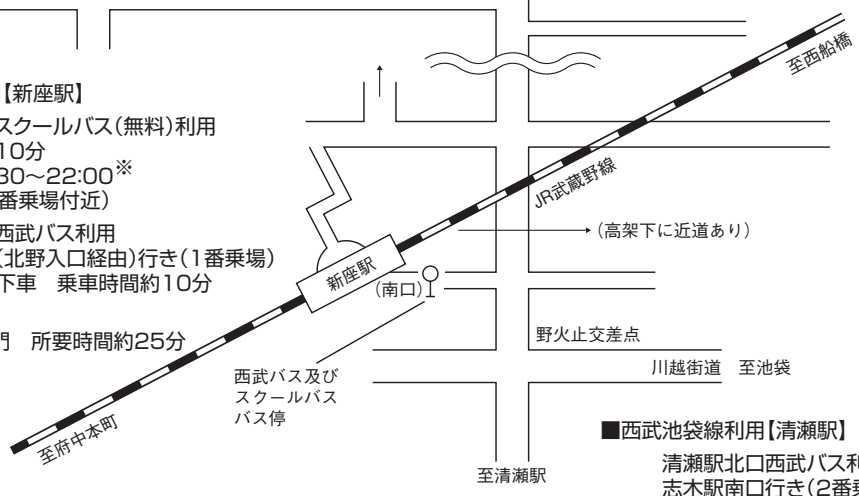 【新座駅】
スクールバス(無料)利用
10分
30〜22:00※
番乗場付近)
西武バス利用
(北野入口経由)行き(1番乗場)
下車 乗車時間約10分
門 所要時間約25分
至西船橋
JR武蔵野線
(高架下に近道あり)
新座駅
(南口)
野火止交差点
川越街道 至池袋
西武バス及び
スクールバス
バス停
至府中本町
至清瀬駅
■西武池袋線利用【清瀬駅】
清瀬駅北口西武バス利
志木駅南口行き(2番乗